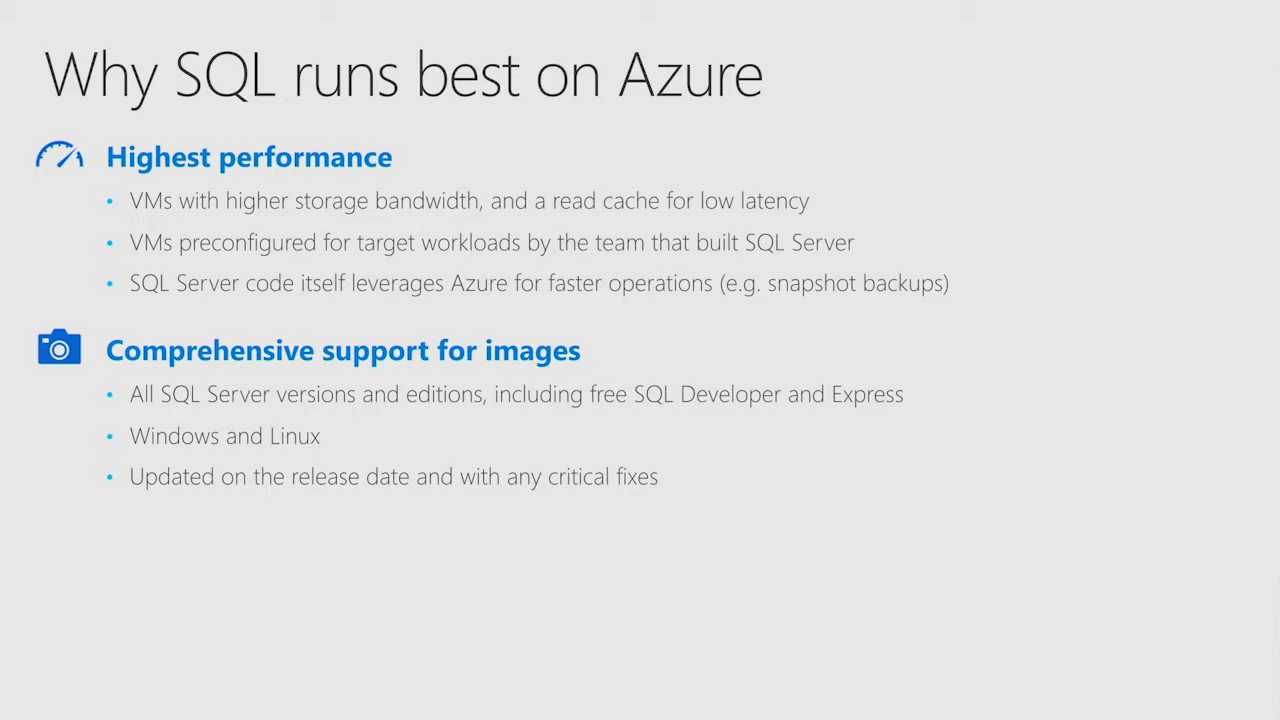 Why SQL runs best on Azure
Highest performance
• VMs with higher storage bandwidth, and a read cache for low latency
• VMs preconfigured for target workloads by the team that built SQL Server
• SQL Server code itself leverages Azure for faster operations (e.g. snapshot backups)
Comprehensive support for images
• All SQL Server versions and editions, including free SQL Developer and Express
• Windows and Linux
• Updated on the release date and with any critical fixes